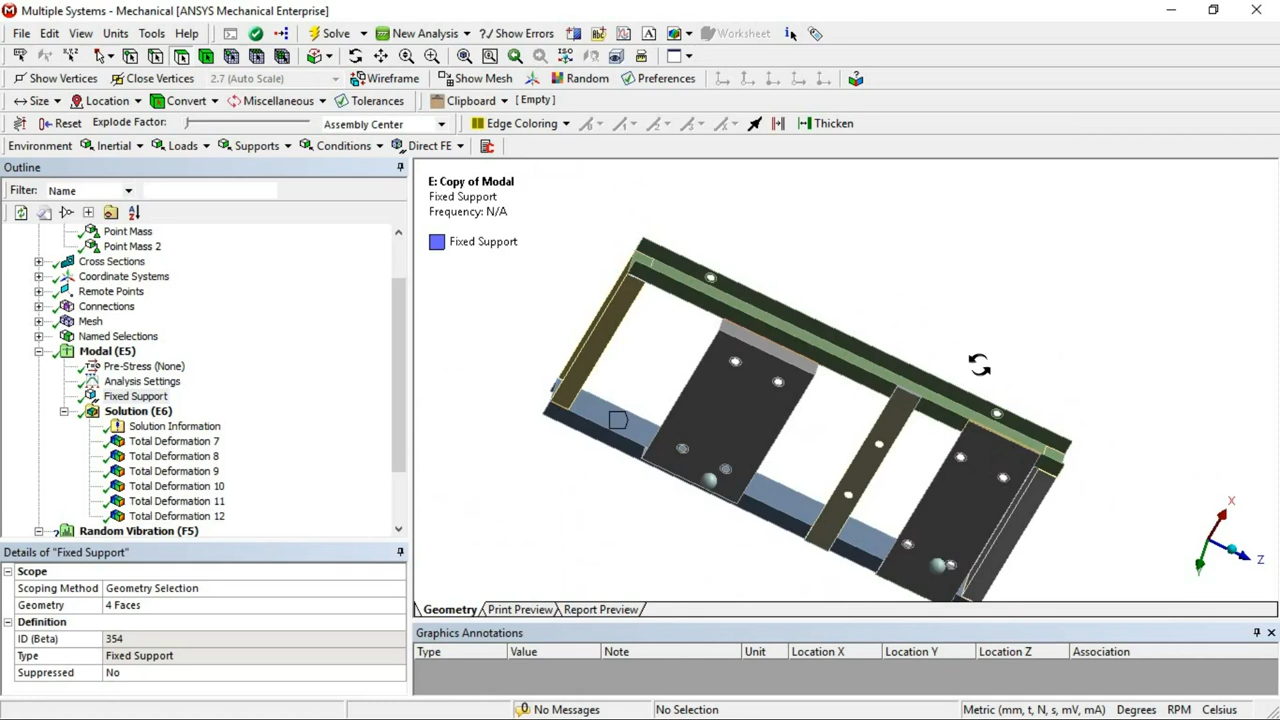 Multiple Systems - Mechanical [ANSYS Mechanical Enterprise]
File Edit View Units Tools Help Solve New Analysis ? Show Errors Worksheet
Show Vertices Close Vertices 2.7 (Auto Scale) Wireframe Show Mesh Random Preferences
Size Location Convert Miscellaneous Tolerances Clipboard [ Empty ]
Reset Explode Factor: Assembly Center Edge Coloring Thicken
Environment Inertial Loads Supports Conditions Direct FE
Outline
Filter: Name
Point Mass
Point Mass 2
Cross Sections
Coordinate Systems
Remote Points
Connections
Mesh
Named Selections
Modal (E5)
Pre-Stress (None)
Analysis Settings
Fixed Support
Solution (E6)
Solution Information
Total Deformation 7
Total Deformation 8
Total Deformation 9
Total Deformation 10
Total Deformation 11
Total Deformation 12
Random Vibration (F5)
Details of "Fixed Support"
Scope
Scoping Method Geometry Selection
Geometry 4 Faces
Definition
ID (Beta) 354
Type Fixed Support
Suppressed No
E: Copy of Modal
Fixed Support
Frequency: N/A
Fixed Support
X
Y
Z
Geometry Print Preview Report Preview
Graphics Annotations
Type Value Note Unit Location X Location Y Location Z Association
No Messages No Selection Metric (mm, t, N, s, mV, mA) Degrees RPM Celsius